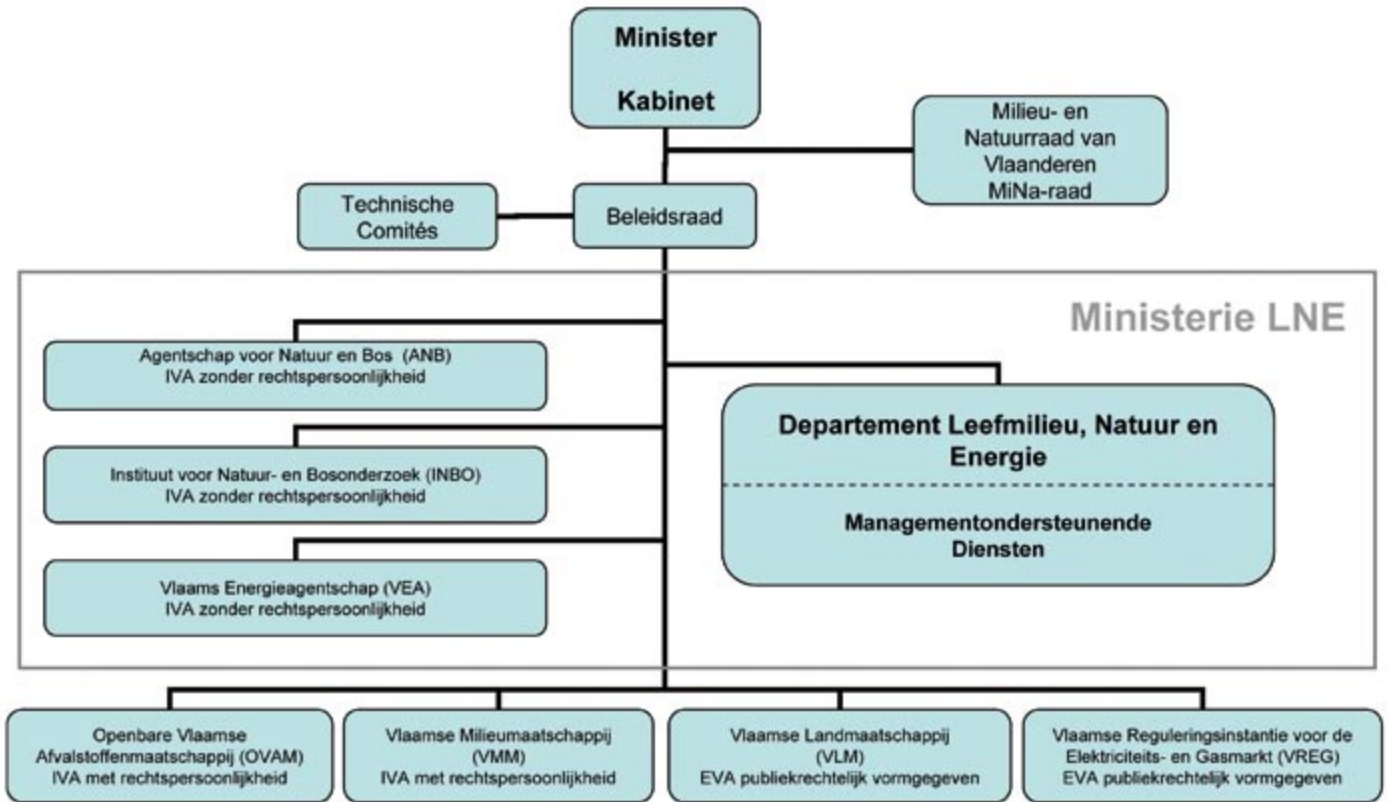 Minister
Kabinet
Milieu- en
Natuurraad van
Vlaanderen
MiNa-raad
Technische
Comités
Beleidsraad
Ministerie LNE
Agentschap voor Natuur en Bos (ANB)
IVA zonder rechtspersoonlijkheid
Departement Leefmilieu, Natuur en
Energie
Managementondersteunende
Diensten
Instituut voor Natuur- en Bosonderzoek (INBO)
IVA zonder rechtspersoonlijkheid
Vlaams Energieagentschap (VEA)
IVA zonder rechtspersoonlijkheid
Openbare Vlaamse
Afvalstoffenmaatschappij (OVAM)
IVA met rechtspersoonlijkheid
Vlaamse Milieumaatschappij
(VMM)
IVA met rechtspersoonlijkheid
Vlaamse Landmaatschappij
(VLM)
EVA publiekrechtelijk vormgegeven
Vlaamse Reguleringsinstantie voor de
Elektriciteits- en Gasmarkt (VREG)
EVA publiekrechtelijk vormgegeven